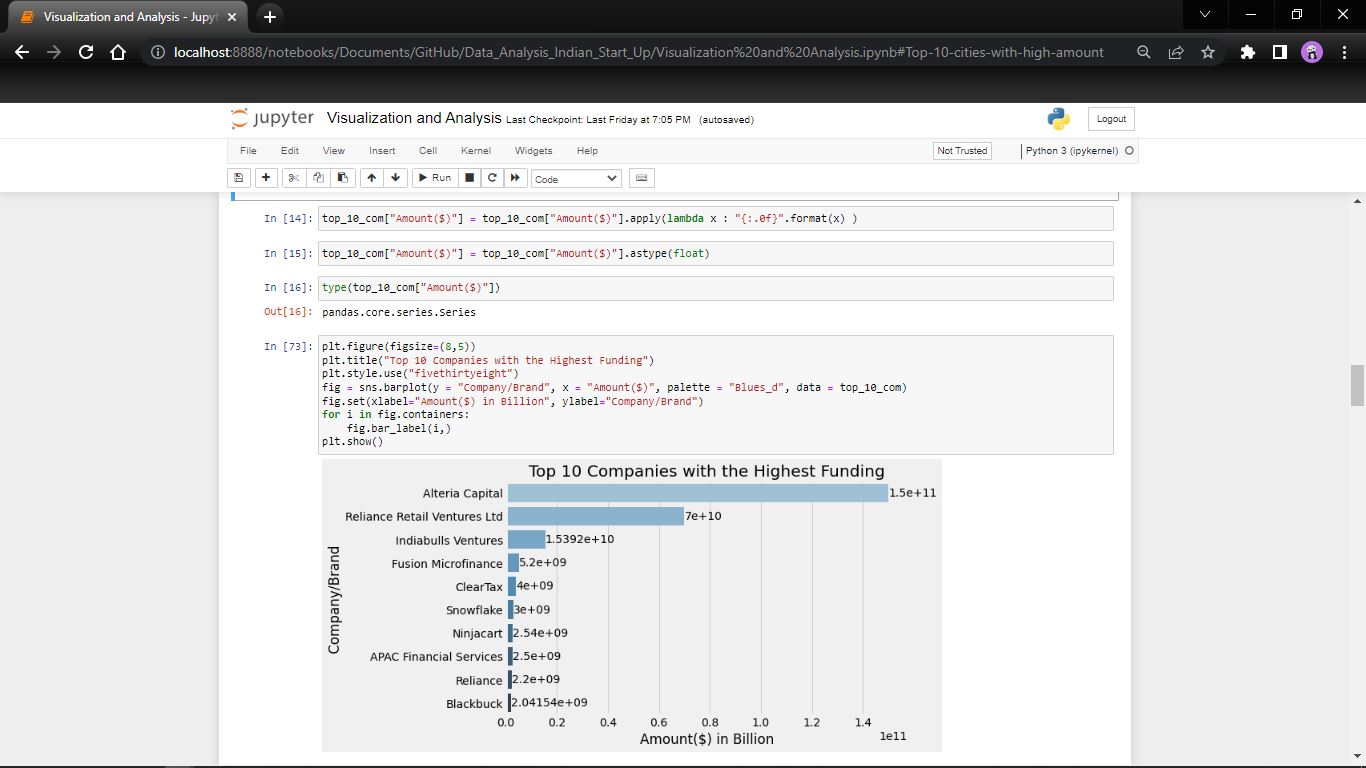 Visualization and Analysis - Jupyt
localhost:8888/notebooks/Documents/GitHub/Data_Analysis_Indian_Start_Up/Visualization%20and%20Analysis.ipynb#Top-10-cities-with-high-amount
jupyter Visualization and Analysis Last Checkpoint: Last Friday at 7:05 PM (autosaved)
Logout
File Edit View Insert Cell Kernel Widgets Help
Not Trusted
Python 3 (ipykernel)
Run
Code
In [14]: top_10_com["Amount($)"] = top_10_com["Amount($)"].apply(lambda x : "{:.0f}".format(x) )
In [15]: top_10_com["Amount($)"] = top_10_com["Amount($)"].astype(float)
In [16]: type(top_10_com["Amount($)"])
Out[16]: pandas.core.series.Series
In [73]: plt.figure(figsize=(8,5))
plt.title("Top 10 Companies with the Highest Funding")
plt.style.use("fivethirtyeight")
fig = sns.barplot(y = "Company/Brand", x = "Amount($)", palette = "Blues_d", data = top_10_com)
fig.set(xlabel="Amount($) in Billion", ylabel="Company/Brand")
for i in fig.containers:
    fig.bar_label(i,)
plt.show()
Top 10 Companies with the Highest Funding
Company/Brand
Alteria Capital 1.5e+11
Reliance Retail Ventures Ltd 7e+10
Indiabulls Ventures 1.5392e+10
Fusion Microfinance 5.2e+09
ClearTax 4e+09
Snowflake 3e+09
Ninjacart 2.54e+09
APAC Financial Services 2.5e+09
Reliance 2.2e+09
Blackbuck 2.04154e+09
0.0 0.2 0.4 0.6 0.8 1.0 1.2 1.4
1e11
Amount($) in Billion